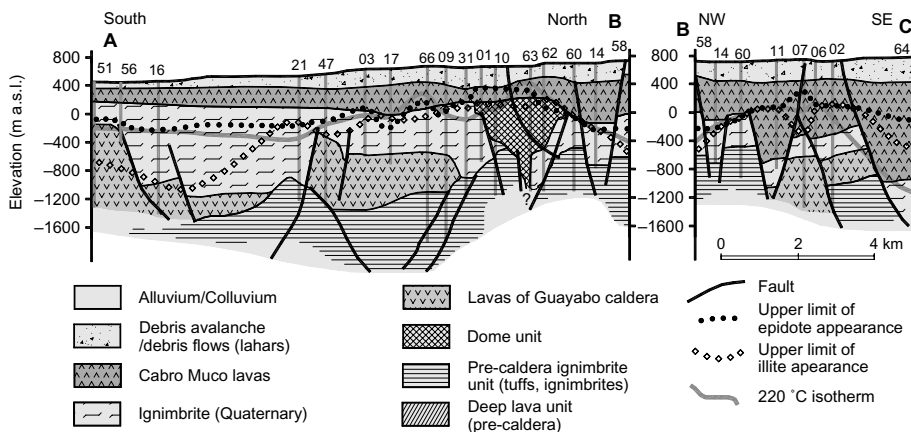 South North B B NW SE
A C
51 56 16 21 47 03 17 66 09 31 01 10 63 62 60 14 58 58 14 60 11 07 06 02 64
800 800 800
400 400 400
0 0 0
−400 −400 −400
−800 −800 −800
−1200 −1200 −1200
−1600 −1600 −1600
Elevation (m a.s.l.)
?
0 2 4 km
Alluvium/Colluvium
Debris avalanche
/debris flows (lahars)
Cabro Muco lavas
Ignimbrite (Quaternary)
Lavas of Guayabo caldera
Dome unit
Pre-caldera ignimbrite
unit (tuffs, ignimbrites)
Deep lava unit
(pre-caldera)
Fault
Upper limit of
epidote appearance
Upper limit of
illite apearance
220 ˚C isotherm